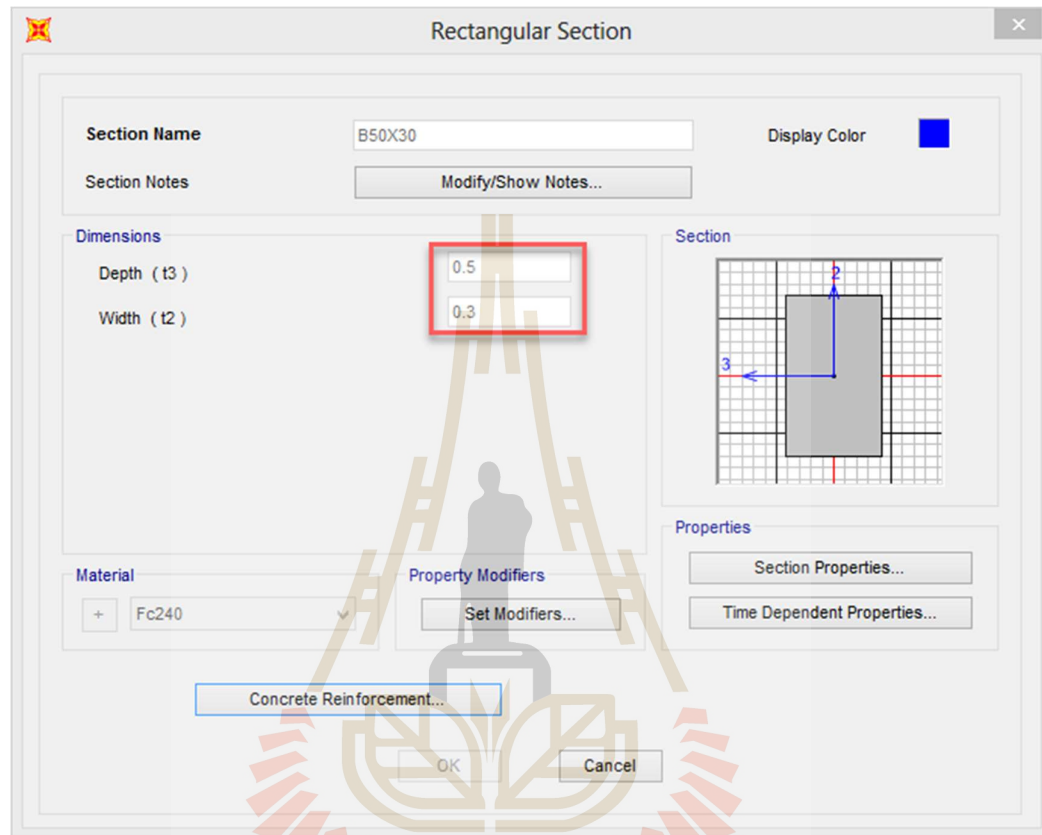 Rectangular Section
Section Name B50X30 Display Color
Section Notes Modify/Show Notes...
Dimensions
Depth ( t3 ) 0.5
Width ( t2 ) 0.3
Section
2
3
Properties
Section Properties...
Time Dependent Properties...
Material
+ Fc240
Property Modifiers
Set Modifiers...
Concrete Reinforcement...
OK Cancel